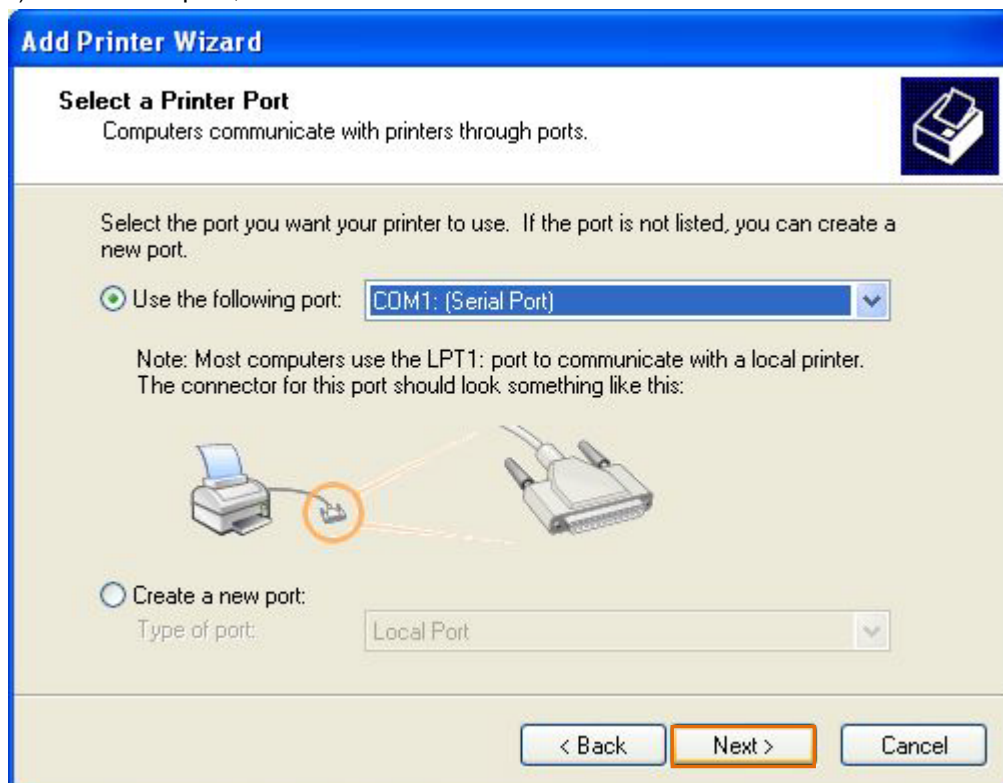 Add Printer Wizard
Select a Printer Port
Computers communicate with printers through ports.
Select the port you want your printer to use. If the port is not listed, you can create a
new port.
Use the following port: COM1: (Serial Port)
Note: Most computers use the LPT1: port to communicate with a local printer.
The connector for this port should look something like this:
Create a new port:
Type of port: Local Port
< Back Next > Cancel